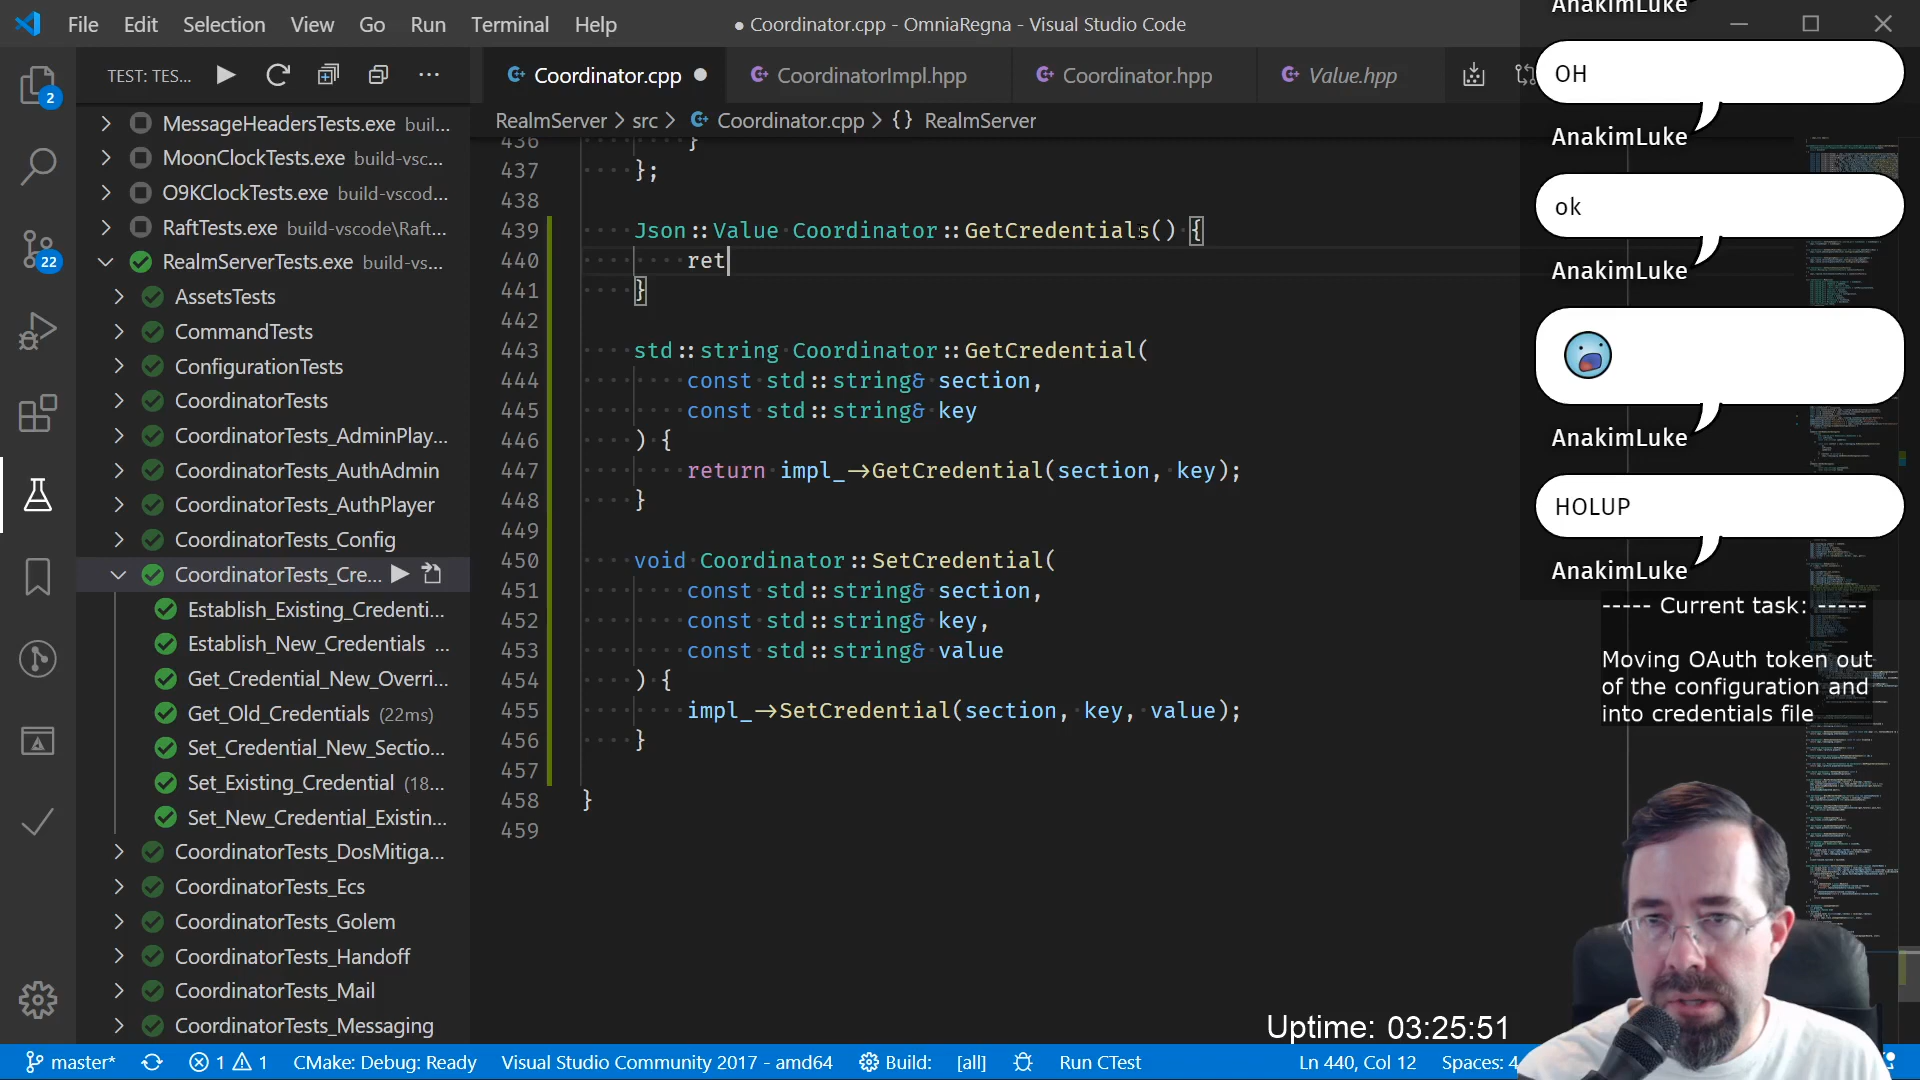 File Edit Selection View Go Run Terminal Help
● Coordinator.cpp - OmniaRegna - Visual Studio Code
TEST: TES...
Coordinator.cpp
CoordinatorImpl.hpp
Coordinator.hpp
Value.hpp
RealmServer > src > Coordinator.cpp > {} RealmServer
2
22
MessageHeadersTests.exe buil...
MoonClockTests.exe build-vsc...
O9KClockTests.exe build-vscod...
RaftTests.exe build-vscode\Raft...
RealmServerTests.exe build-vs...
AssetsTests
CommandTests
ConfigurationTests
CoordinatorTests
CoordinatorTests_AdminPlay...
CoordinatorTests_AuthAdmin
CoordinatorTests_AuthPlayer
CoordinatorTests_Config
CoordinatorTests_Cre...
Establish_Existing_Credenti...
Establish_New_Credentials ...
Get_Credential_New_Overri...
Get_Old_Credentials (22ms)
Set_Credential_New_Sectio...
Set_Existing_Credential (18...
Set_New_Credential_Existin...
CoordinatorTests_DosMitiga...
CoordinatorTests_Ecs
CoordinatorTests_Golem
CoordinatorTests_Handoff
CoordinatorTests_Mail
CoordinatorTests_Messaging
436 }
437 };
438
439 Json::Value Coordinator::GetCredentials() {
440 ret
441 }
442
443 std::string Coordinator::GetCredential(
444 const std::string& section,
445 const std::string& key
446 ) {
447 return impl_->GetCredential(section, key);
448 }
449
450 void Coordinator::SetCredential(
451 const std::string& section,
452 const std::string& key,
453 const std::string& value
454 ) {
455 impl_->SetCredential(section, key, value);
456 }
457
458 }
459
AnakimLuke
OH
AnakimLuke
ok
AnakimLuke
AnakimLuke
HOLUP
AnakimLuke
----- Current task: -----
Moving OAuth token out
of the configuration and
into credentials file
Uptime: 03:25:51
master* 1 1 CMake: Debug: Ready Visual Studio Community 2017 - amd64 Build: [all] Run CTest Ln 440, Col 12 Spaces: 4